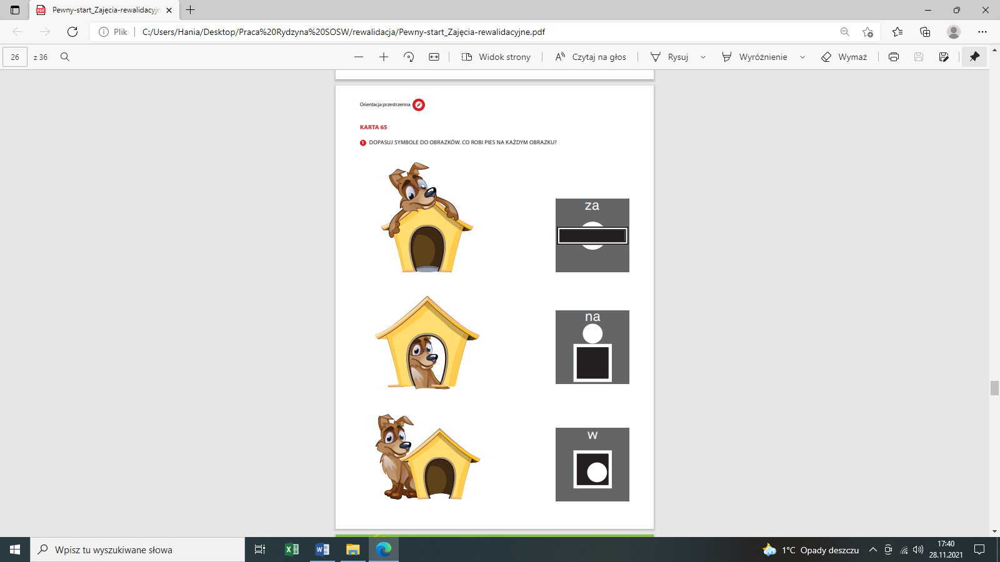 Pewny-start_Zajęcia-rewalidacyjn
Plik
C:/Users/Hania/Desktop/Praca%20Rydzyna%20SOSW/rewalidacja/Pewny-start_Zajęcia-rewalidacyjne.pdf
26 z 36 Widok strony Czytaj na głos Rysuj Wyróżnienie Wymaż
Orientacja przestrzenna
KARTA 65
1 DOPASUJ SYMBOLE DO OBRAZKÓW. CO ROBI PIES NA KAŻDYM OBRAZKU?
za
na
w
Wpisz tu wyszukiwane słowa
1°C Opady deszczu
17:40
28.11.2021